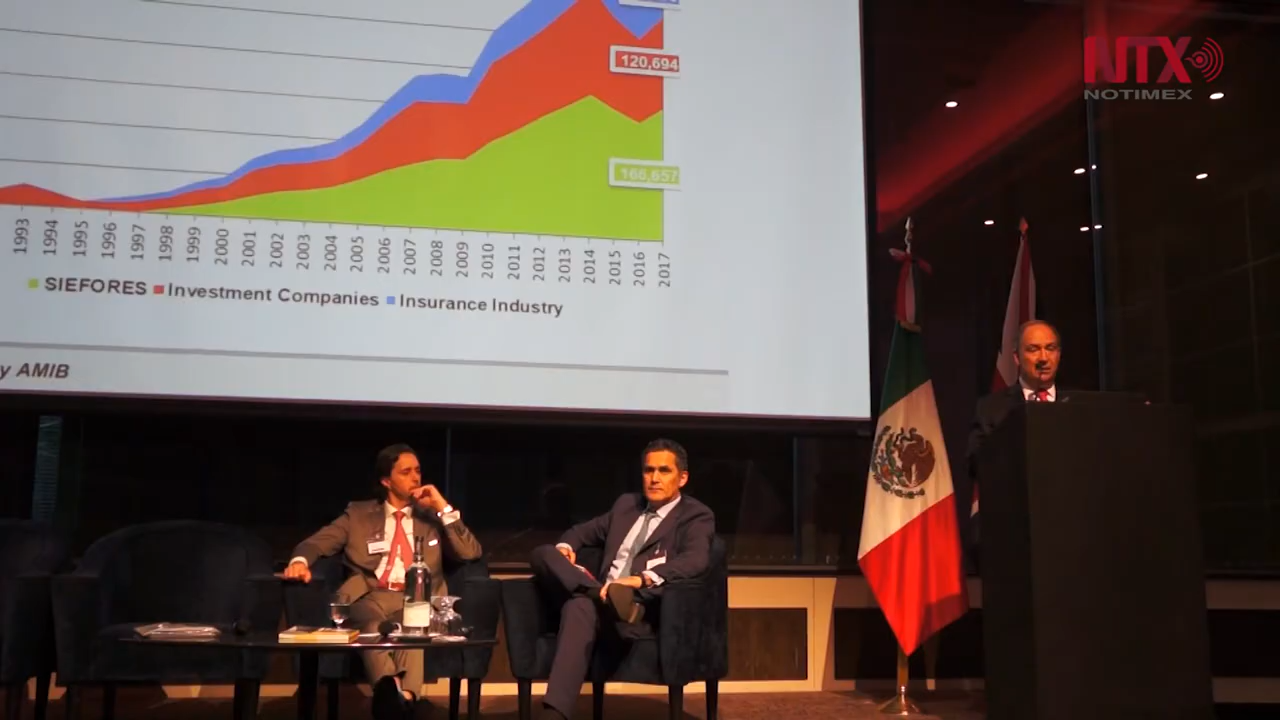 NTX
NOTIMEX
120,694
166,657
1993 1994 1995 1996 1997 1998 1999 2000 2001 2002 2003 2004 2005 2006 2007 2008 2009 2010 2011 2012 2013 2014 2015 2016 2017
SIEFORES Investment Companies Insurance Industry
y AMIB